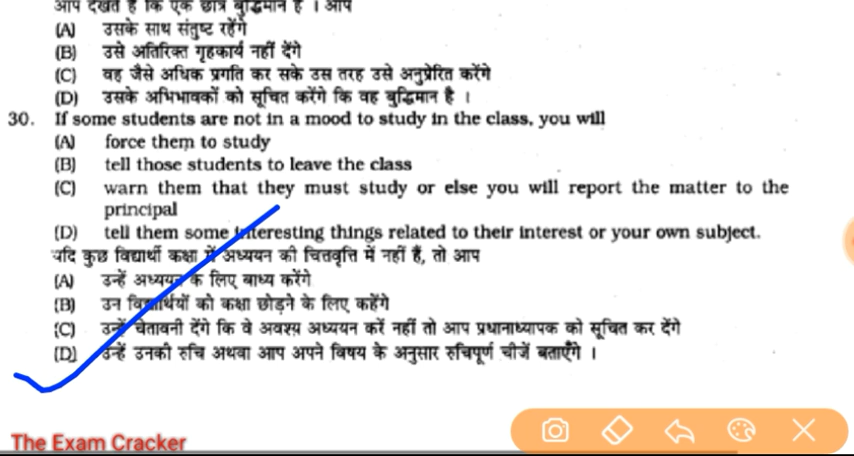 आप देखते हैं कि एक छात्र बुद्धिमान है । आप
(A) उसके साथ संतुष्ट रहेंगे
(B) उसे अतिरिक्त गृहकार्य नहीं देंगे
(C) वह जैसे अधिक प्रगति कर सके उस तरह उसे अनुप्रेरित करेंगे
(D) उसके अभिभावकों को सूचित करेंगे कि वह बुद्धिमान है ।
30. If some students are not in a mood to study in the class, you will
(A) force them to study
(B) tell those students to leave the class
(C) warn them that they must study or else you will report the matter to the
principal
(D) tell them some interesting things related to their interest or your own subject.
यदि कुछ विद्यार्थी कक्षा में अध्ययन की चित्तवृत्ति में नहीं हैं, तो आप
(A) उन्हें अध्ययन के लिए बाध्य करेंगे
(B) उन विद्यार्थियों को कक्षा छोड़ने के लिए कहेंगे
(C) उन्हें चेतावनी देंगे कि वे अवश्य अध्ययन करें नहीं तो आप प्रधानाध्यापक को सूचित कर देंगे
(D) उन्हें उनकी रुचि अथवा आप अपने विषय के अनुसार रुचिपूर्ण चीजें बताएँगे ।
The Exam Cracker